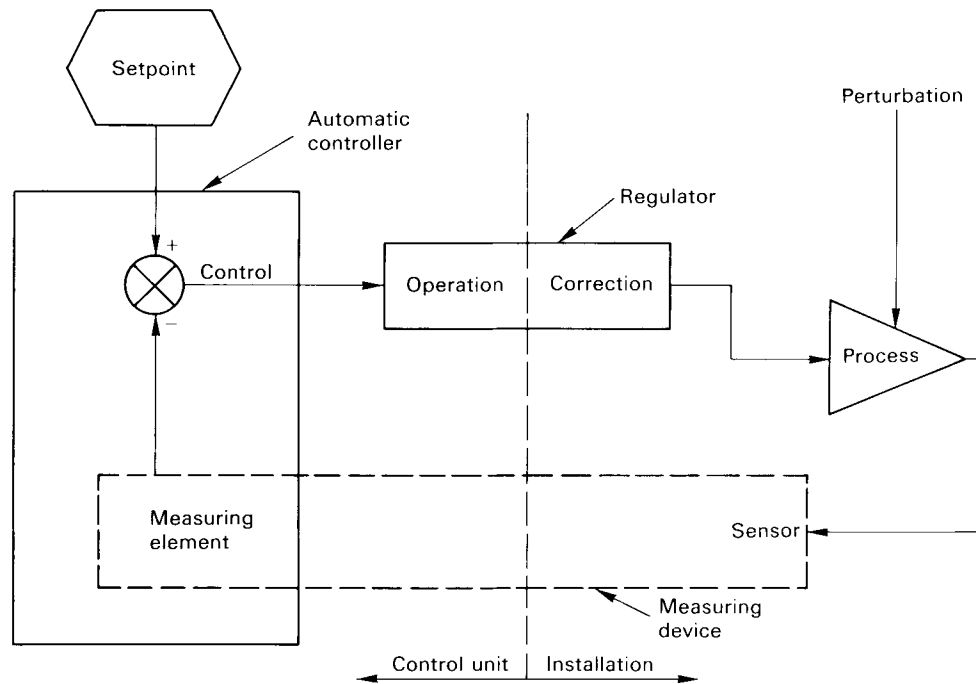 Setpoint
Perturbation
Automatic
controller
Regulator
+
Control
Operation
Correction
−
Process
Measuring
element
Sensor
Measuring
device
Control unit
Installation